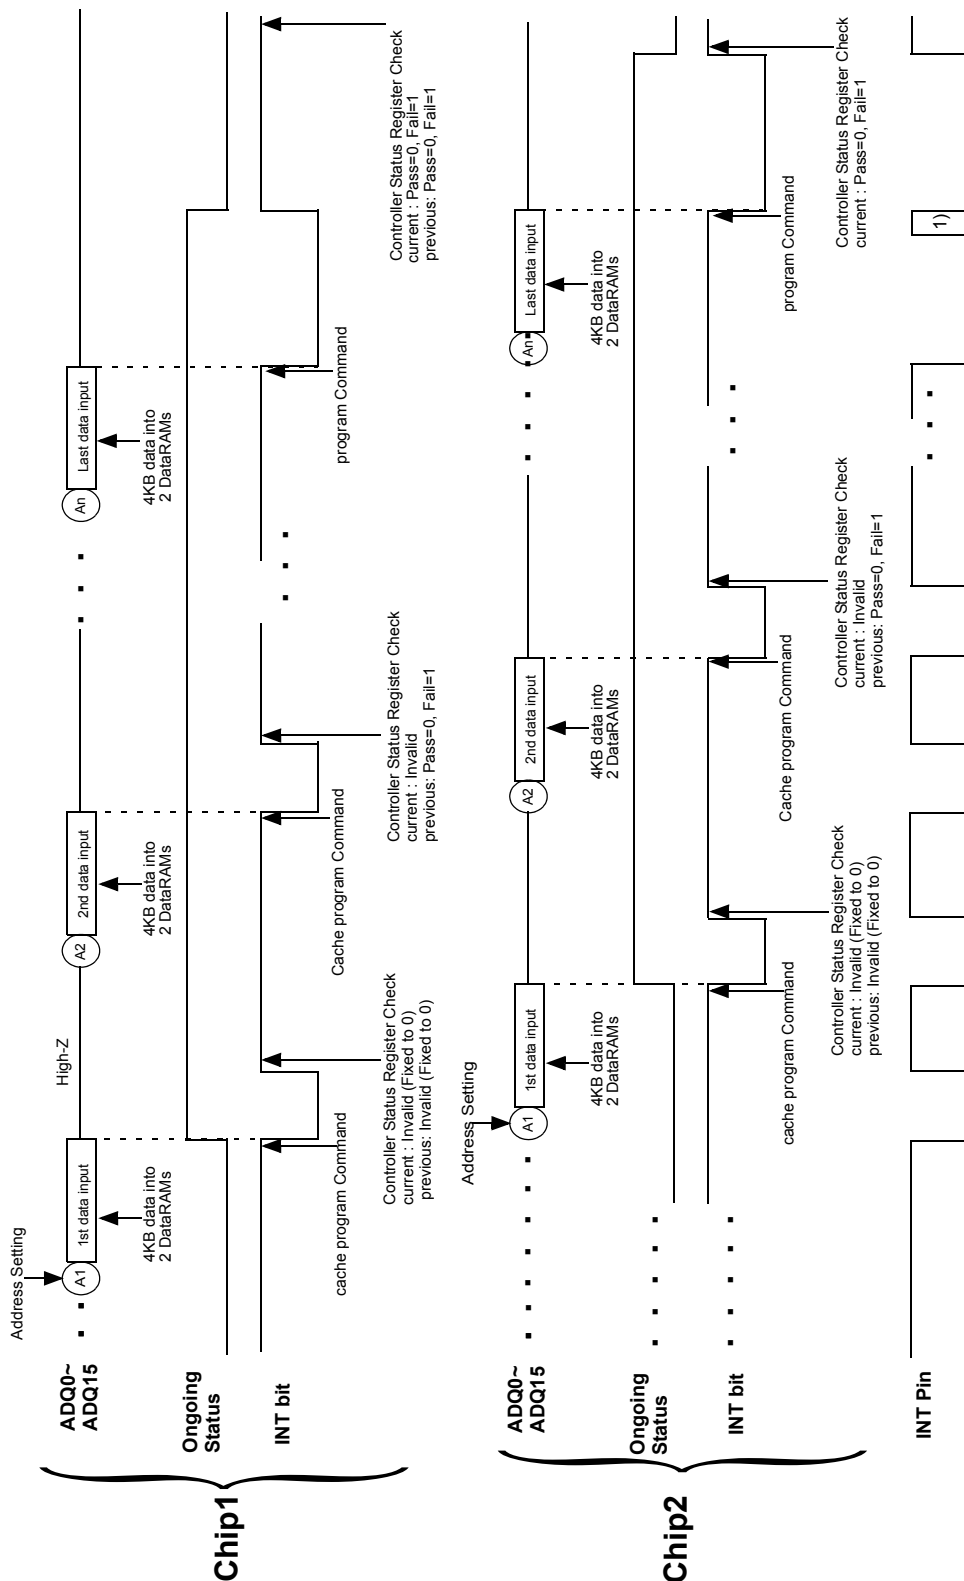 Chip1
ADQ0~
ADQ15
Address Setting
A1
1st data input
4KB data into
2 DataRAMs
High-Z
A2
2nd data input
4KB data into
2 DataRAMs
An
Last data input
4KB data into
2 DataRAMs
Ongoing
Status
INT bit
cache program Command
Controller Status Register Check
current : Invalid (Fixed to 0)
previous: Invalid (Fixed to 0)
Cache program Command
Controller Status Register Check
current : Invalid
previous: Pass=0, Fail=1
program Command
Controller Status Register Check
current : Pass=0, Fail=1
previous: Pass=0, Fail=1
Chip2
ADQ0~
ADQ15
Address Setting
A1
1st data input
4KB data into
2 DataRAMs
A2
2nd data input
4KB data into
2 DataRAMs
An
Last data input
4KB data into
2 DataRAMs
Ongoing
Status
INT bit
cache program Command
Controller Status Register Check
current : Invalid (Fixed to 0)
previous: Invalid (Fixed to 0)
Cache program Command
Controller Status Register Check
current : Invalid
previous: Pass=0, Fail=1
program Command
Controller Status Register Check
current : Pass=0, Fail=1
INT Pin
1)